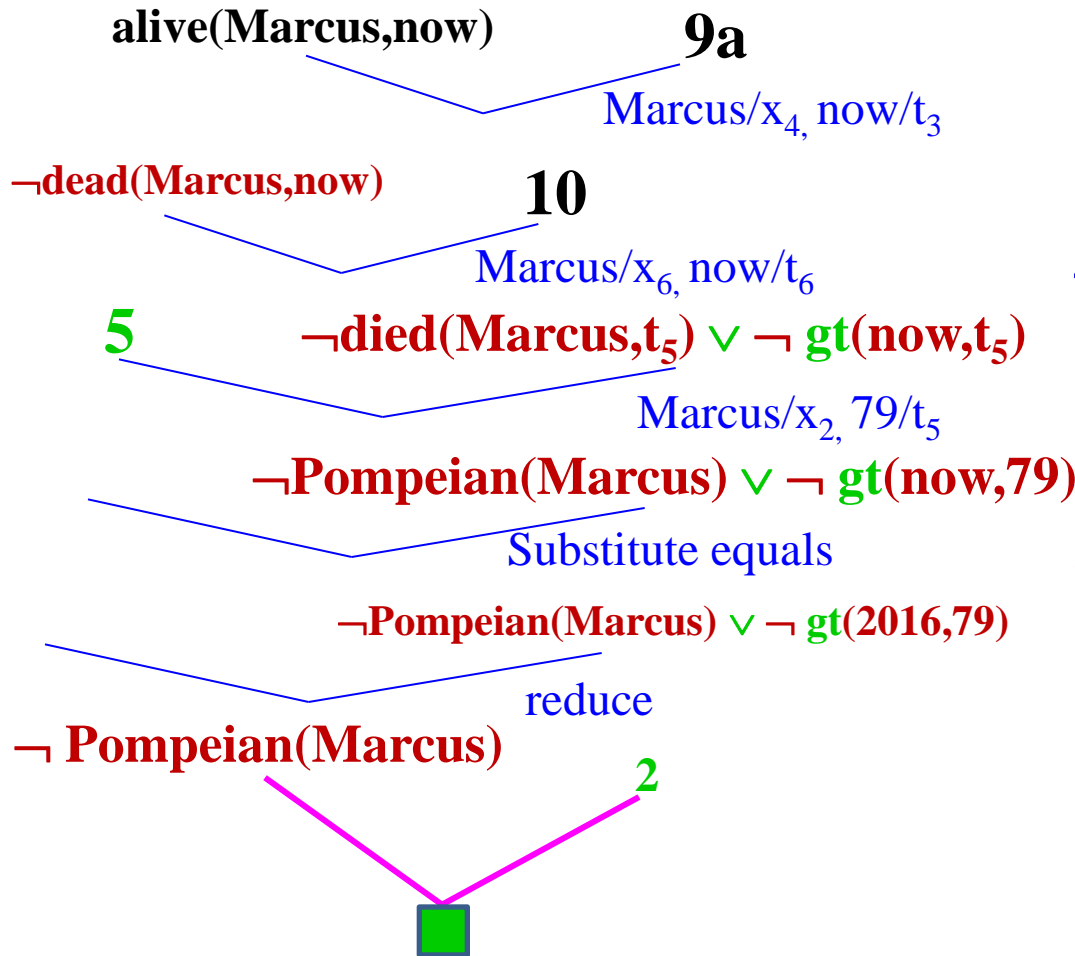 alive(Marcus,now) 9a
Marcus/x₄, now/t₃
¬dead(Marcus,now) 10
Marcus/x₆, now/t₆
5 ¬died(Marcus,t₅) ∨ ¬ gt(now,t₅)
Marcus/x₂, 79/t₅
¬Pompeian(Marcus) ∨ ¬ gt(now,79)
Substitute equals
¬Pompeian(Marcus) ∨ ¬ gt(2016,79)
reduce
¬ Pompeian(Marcus)
2